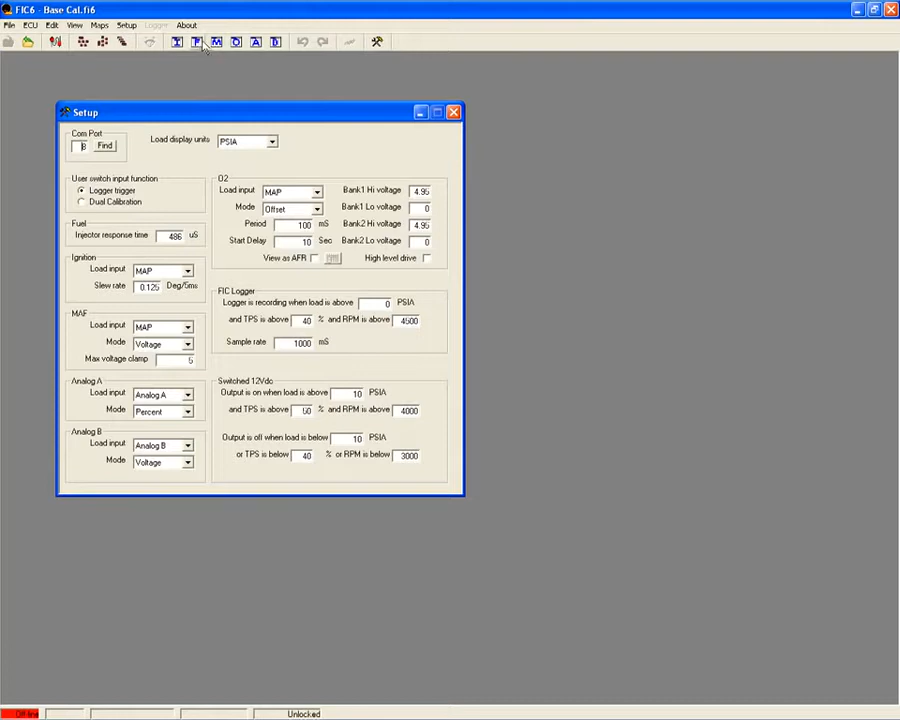 FIC6 - Base Cal.fi6
File ECU Edit View Maps Setup Logger About
I F M O A D
Setup
Com Port
8 Find
Load display units PSIA
User switch input function
Logger trigger
Dual Calibration
Fuel
Injector response time 486 uS
Ignition
Load input MAP
Slew rate 0.125 Deg/5ms
MAF
Load input MAP
Mode Voltage
Max voltage clamp 5
Analog A
Load input Analog A
Mode Percent
Analog B
Load input Analog B
Mode Voltage
O2
Load input MAP Bank1 Hi voltage 4.95
Mode Offset Bank1 Lo voltage 0
Period 100 mS Bank2 Hi voltage 4.95
Start Delay 10 Sec Bank2 Lo voltage 0
View as AFR High level drive
FIC Logger
Logger is recording when load is above 0 PSIA
and TPS is above 40 % and RPM is above 4500
Sample rate 1000 mS
Switched 12Vdc
Output is on when load is above 10 PSIA
and TPS is above 50 % and RPM is above 4000
Output is off when load is below 10 PSIA
or TPS is below 40 % or RPM is below 3000
Off-line Unlocked